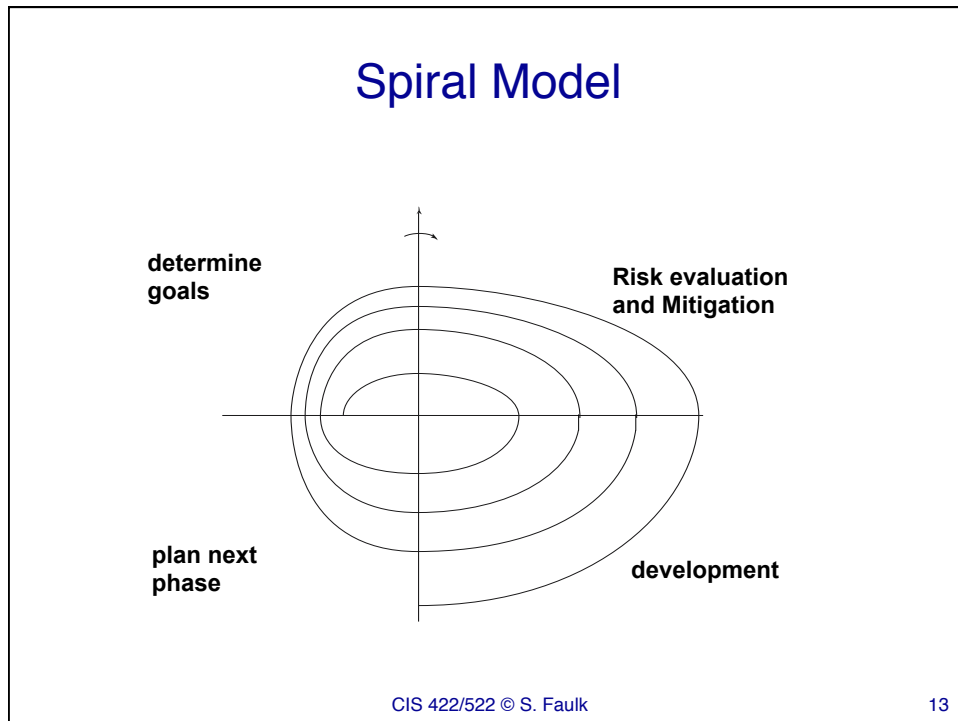 Spiral Model
determine
goals
Risk evaluation
and Mitigation
plan next
phase
development
CIS 422/522 © S. Faulk
13